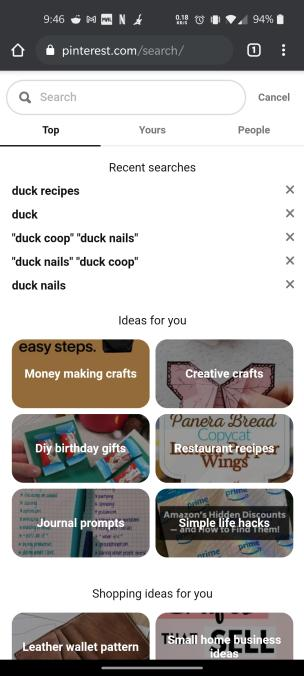 9:46
0.18
KB/S
94%
pinterest.com/search/
1
Search
Cancel
Top
Yours
People
Recent searches
duck recipes
duck
"duck coop" "duck nails"
"duck nails" "duck coop"
duck nails
Ideas for you
easy steps.
Money making crafts
Creative crafts
Diy birthday gifts
Panera Bread
Copycat
Restaurant recipes
Wings
Journal prompts
prime
Amazon's Hidden Discounts
Simple life hacks
— and How to Find Them!
prime
Shopping ideas for you
Leather wallet pattern
THAT SELL
Small home business
ideas